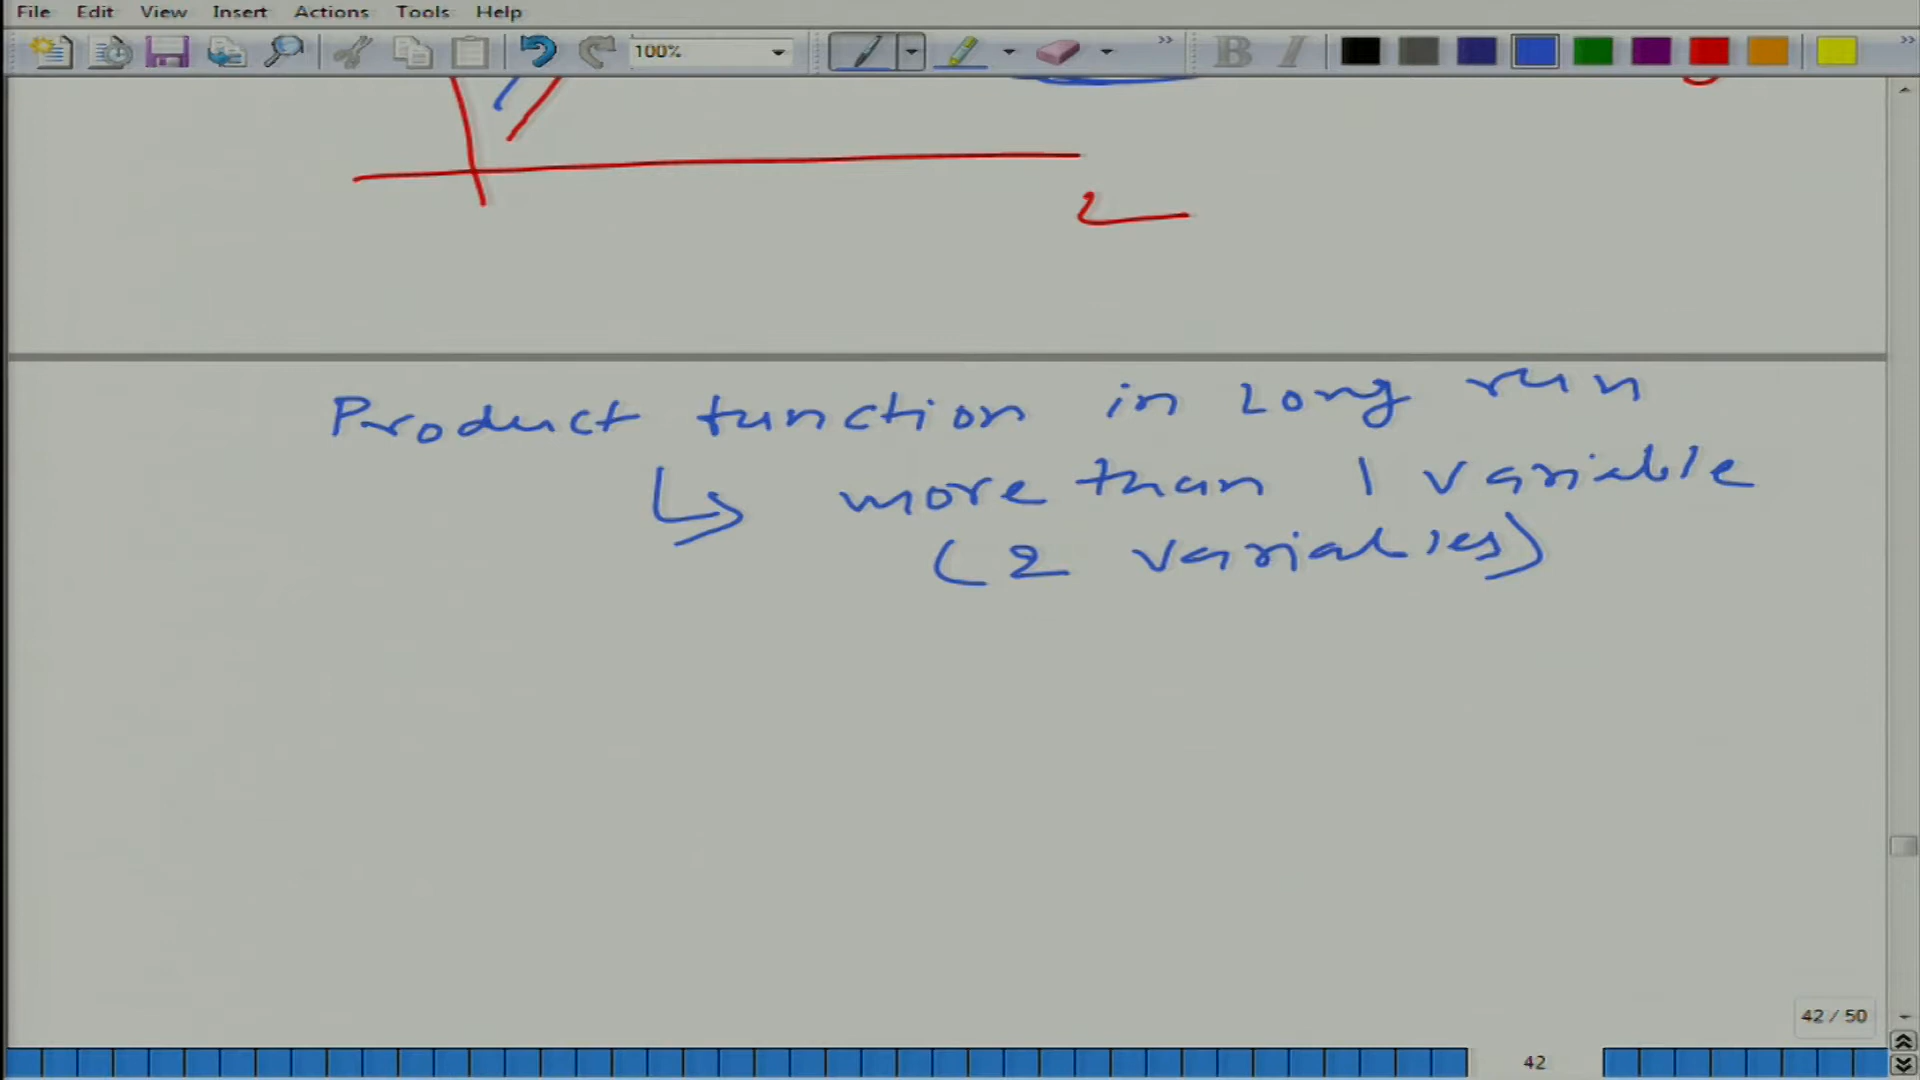 File Edit View Insert Actions Tools Help
100% B I
L
Product function in Long run
↳ more than 1 variable
(2 variables)
42 / 50
42